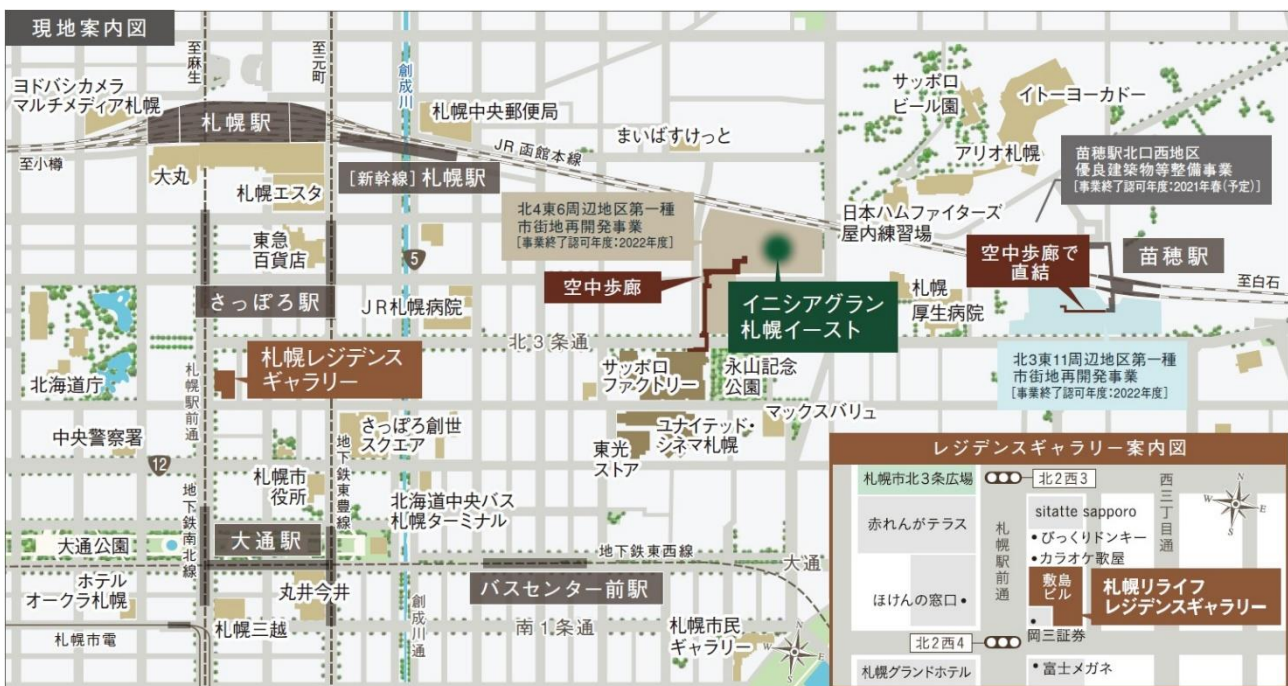 現地案内図
至麻生
至元町
創成川
ヨドバシカメラ
マルチメディア札幌
札幌駅
札幌中央郵便局
まいばすけっと
サッポロ
ビール園
イトーヨーカドー
アリオ札幌
苗穂駅北口西地区
優良建築物等整備事業
[事業終了認可年度:2021年春(予定)]
至小樽
大丸
札幌エスタ
[新幹線]札幌駅
JR函館本線
北4東6周辺地区第一種
市街地再開発事業
[事業終了認可年度:2022年度]
日本ハムファイターズ
屋内練習場
空中歩廊で
直結
苗穂駅
至白石
東急
百貨店
5
空中歩廊
イニシアグラン
札幌イースト
札幌
厚生病院
さっぽろ駅
JR札幌病院
北3条通
北海道庁
札幌駅前通
札幌レジデンス
ギャラリー
サッポロ
ファクトリー
永山記念
公園
北3東11周辺地区第一種
市街地再開発事業
[事業終了認可年度:2022年度]
中央警察署
さっぽろ創世
スクエア
東光
ストア
ユナイテッド・
シネマ札幌
マックスバリュ
12
地下鉄南北線
札幌市
役所
地下鉄東豊線
北海道中央バス
札幌ターミナル
大通公園
大通駅
地下鉄東西線
大通
ホテル
オークラ札幌
丸井今井
バスセンター前駅
札幌市電
札幌三越
創成川通
南1条通
札幌市民
ギャラリー
N
W
E
S
レジデンスギャラリー案内図
札幌市北3条広場
北2西3
西三丁目通
N
W
E
S
赤れんがテラス
札幌駅前通
sitatte sapporo
・びっくりドンキー
・カラオケ歌屋
ほけんの窓口・
敷島
ビル
札幌リライフ
レジデンスギャラリー
・
岡三証券
北2西4
札幌グランドホテル
・富士メガネ